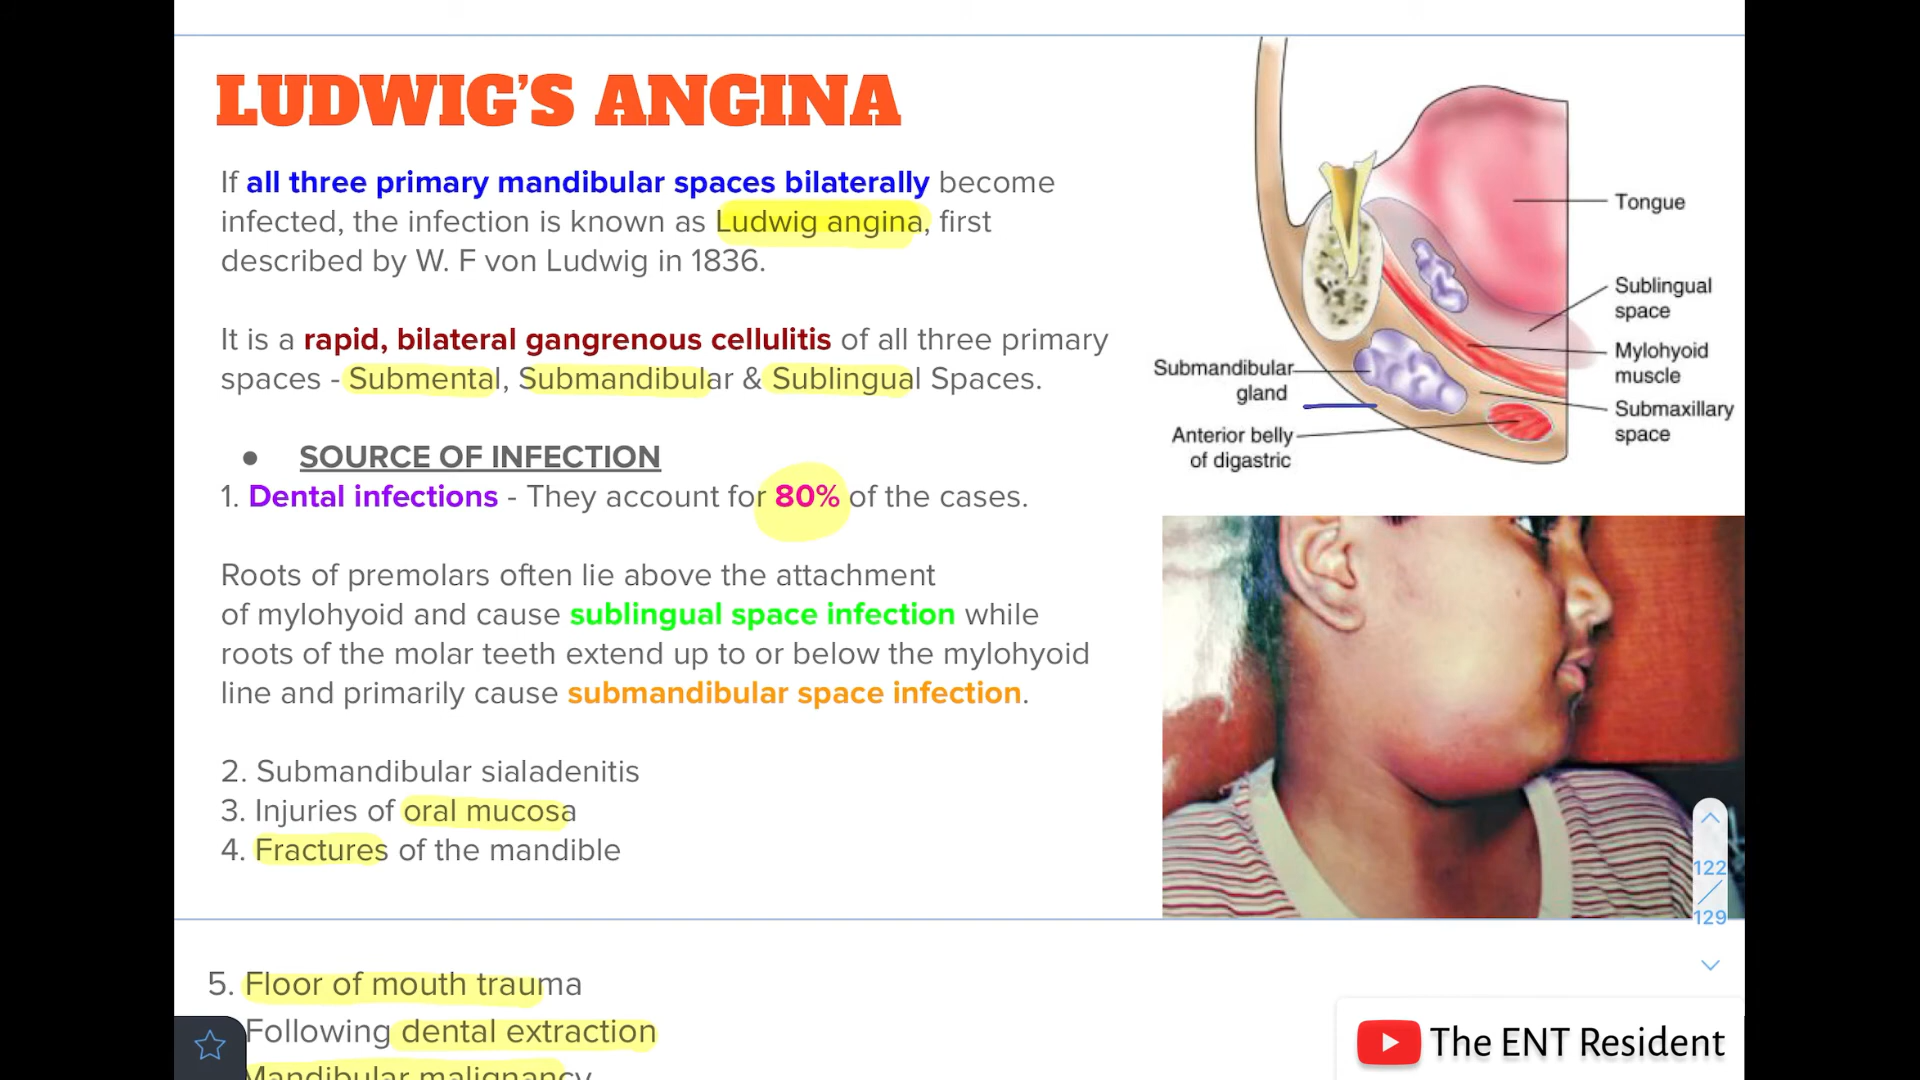 LUDWIG'S ANGINA
If all three primary mandibular spaces bilaterally become
infected, the infection is known as Ludwig angina, first
described by W. F von Ludwig in 1836.
It is a rapid, bilateral gangrenous cellulitis of all three primary
spaces - Submental, Submandibular & Sublingual Spaces.
● SOURCE OF INFECTION
1. Dental infections - They account for 80% of the cases.
Roots of premolars often lie above the attachment
of mylohyoid and cause sublingual space infection while
roots of the molar teeth extend up to or below the mylohyoid
line and primarily cause submandibular space infection.
2. Submandibular sialadenitis
3. Injuries of oral mucosa
4. Fractures of the mandible
5. Floor of mouth trauma
Following dental extraction
Mandibular malignancy
Tongue
Sublingual
space
Mylohyoid
muscle
Submaxillary
space
Submandibular
gland
Anterior belly
of digastric
122
129
The ENT Resident